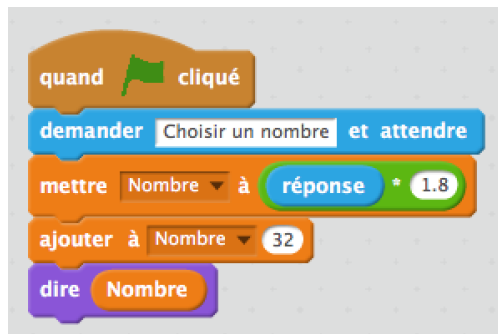 quand cliqué
demander Choisir un nombre et attendre
mettre Nombre à réponse * 1.8
ajouter à Nombre 32
dire Nombre